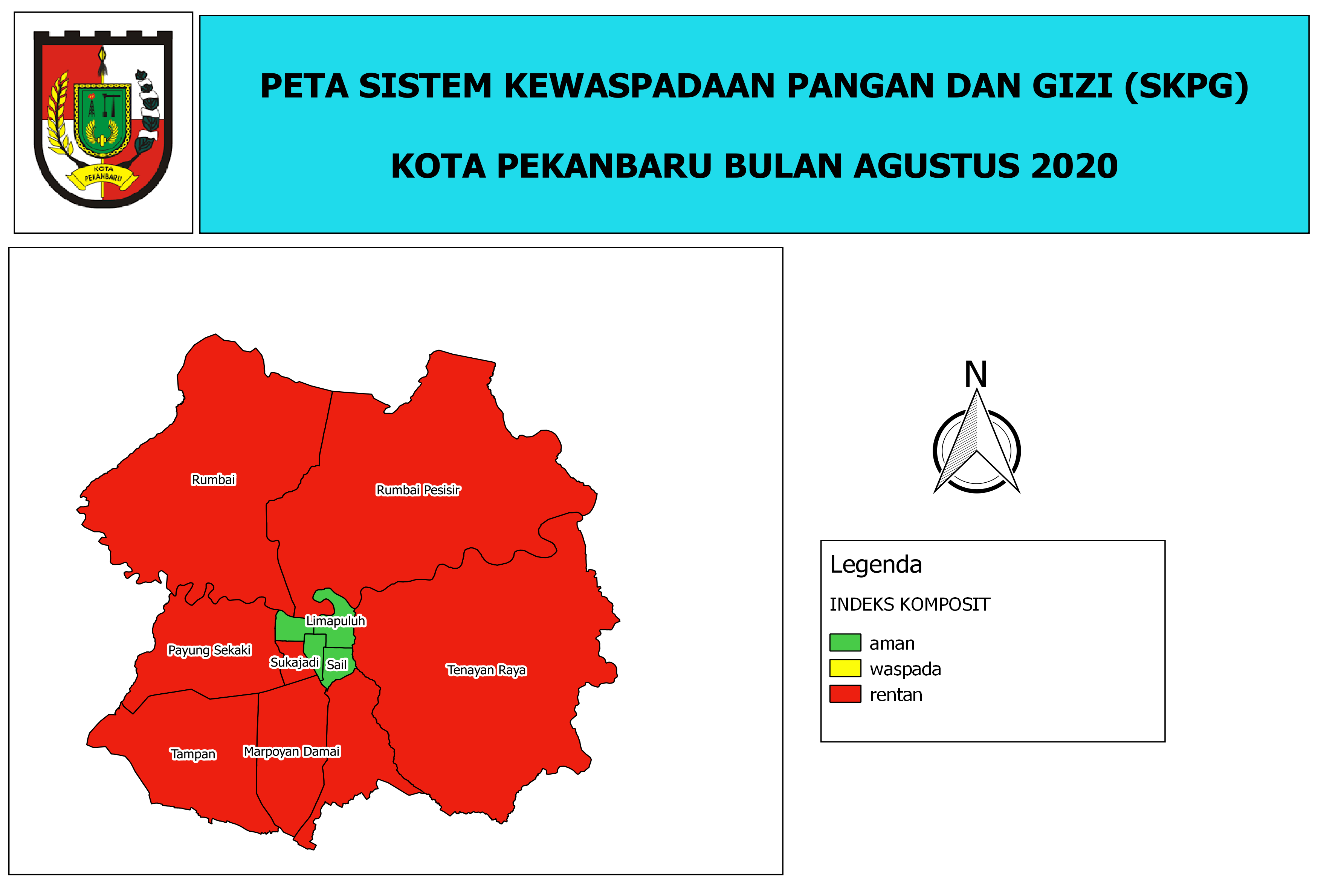 PETA SISTEM KEWASPADAAN PANGAN DAN GIZI (SKPG)
KOTA PEKANBARU BULAN AGUSTUS 2020
KOTA
PEKANBARU
N
Rumbai
Rumbai Pesisir
Limapuluh
Payung Sekaki
Sukajadi
Sail
Tenayan Raya
Tampan
Marpoyan Damai
Legenda
INDEKS KOMPOSIT
aman
waspada
rentan